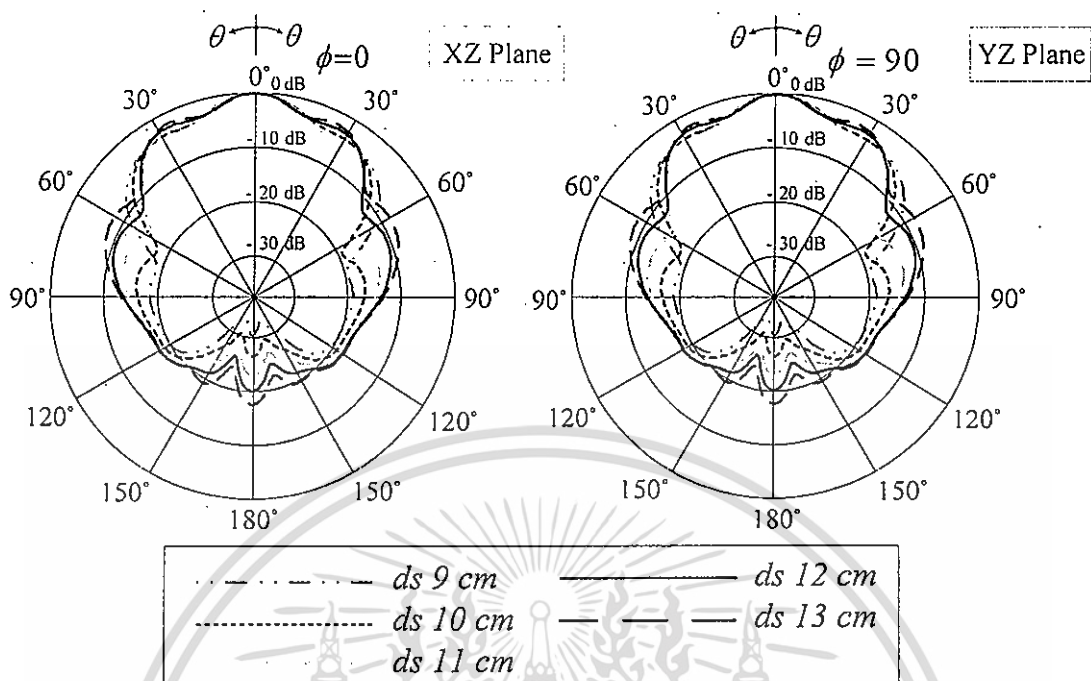 θ θ
ϕ=0
XZ Plane
0°
0 dB
30°
30°
-10 dB
60°
60°
-20 dB
-30 dB
90°
90°
120°
120°
150°
150°
180°
θ θ
ϕ = 90
YZ Plane
0°
0 dB
30°
30°
-10 dB
60°
60°
-20 dB
-30 dB
90°
90°
120°
120°
150°
150°
180°
ds 9 cm
ds 10 cm
ds 11 cm
ds 12 cm
ds 13 cm